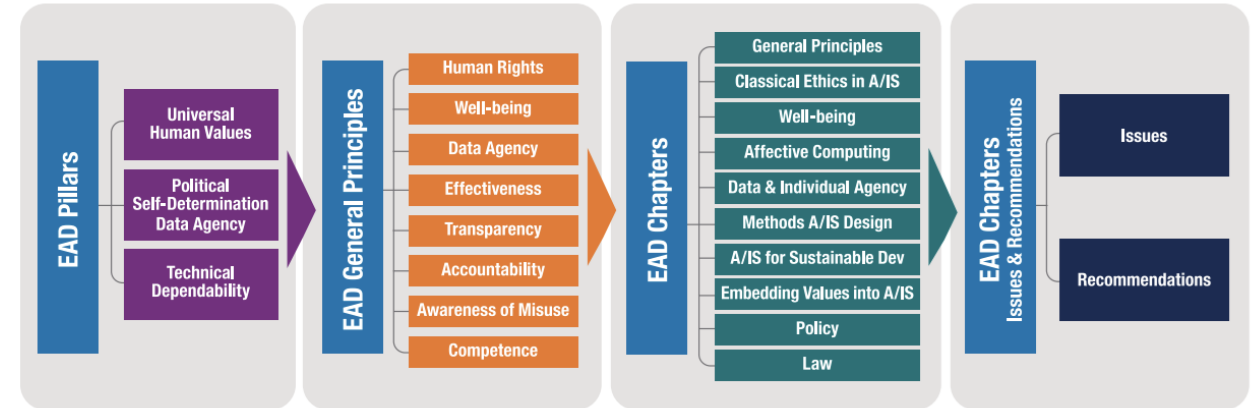 EAD Pillars
Universal
Human Values
Political
Self-Determination
Data Agency
Technical
Dependability
EAD General Principles
Human Rights
Well-being
Data Agency
Effectiveness
Transparency
Accountability
Awareness of Misuse
Competence
EAD Chapters
General Principles
Classical Ethics in A/IS
Well-being
Affective Computing
Data & Individual Agency
Methods A/IS Design
A/IS for Sustainable Dev
Embedding Values into A/IS
Policy
Law
EAD Chapters
Issues & Recommendations
Issues
Recommendations